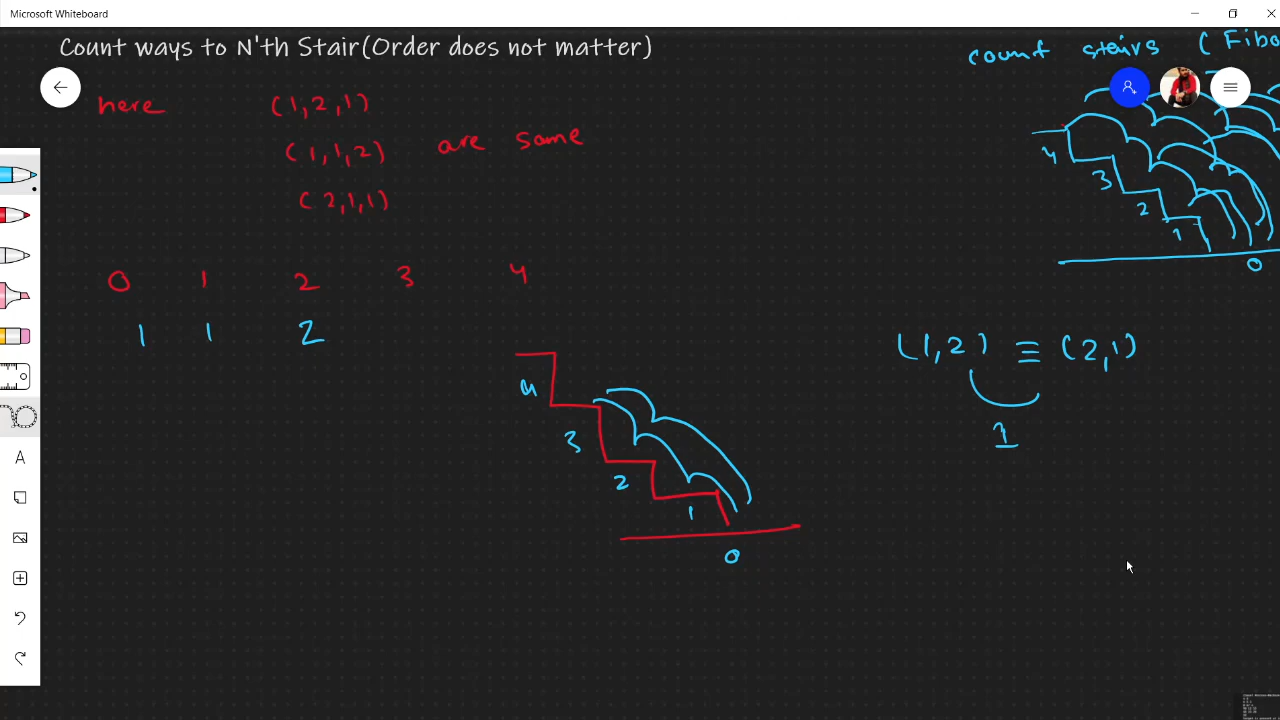 Microsoft Whiteboard
Count ways to N'th Stair(Order does not matter)
count stairs (Fibo
here (1,2,1)
(1,1,2) are same
(2,1,1)
4
3
2
1
0
0 1 2 3 4
1 1 2
(1,2) ≡ (2,1)
1
4
3
2
1
0
A